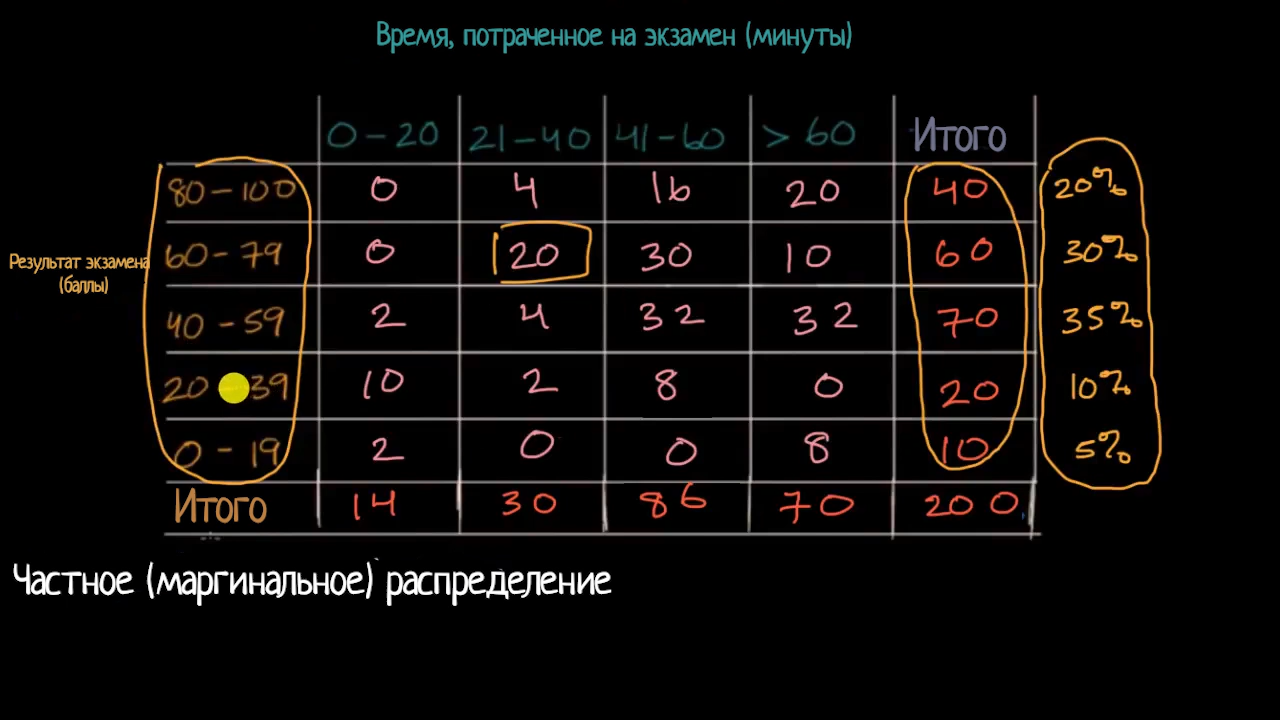 Время, потраченное на экзамен (минуты)
0-20 21-40 41-60 >60 Итого
80-100 0 4 16 20 40 20%
Результат экзамена (баллы)
60-79 0 20 30 10 60 30%
40-59 2 4 32 32 70 35%
20 39 10 2 8 0 20 10%
0-19 2 0 0 8 10 5%
Итого 14 30 86 70 200
Частное (маргинальное) распределение